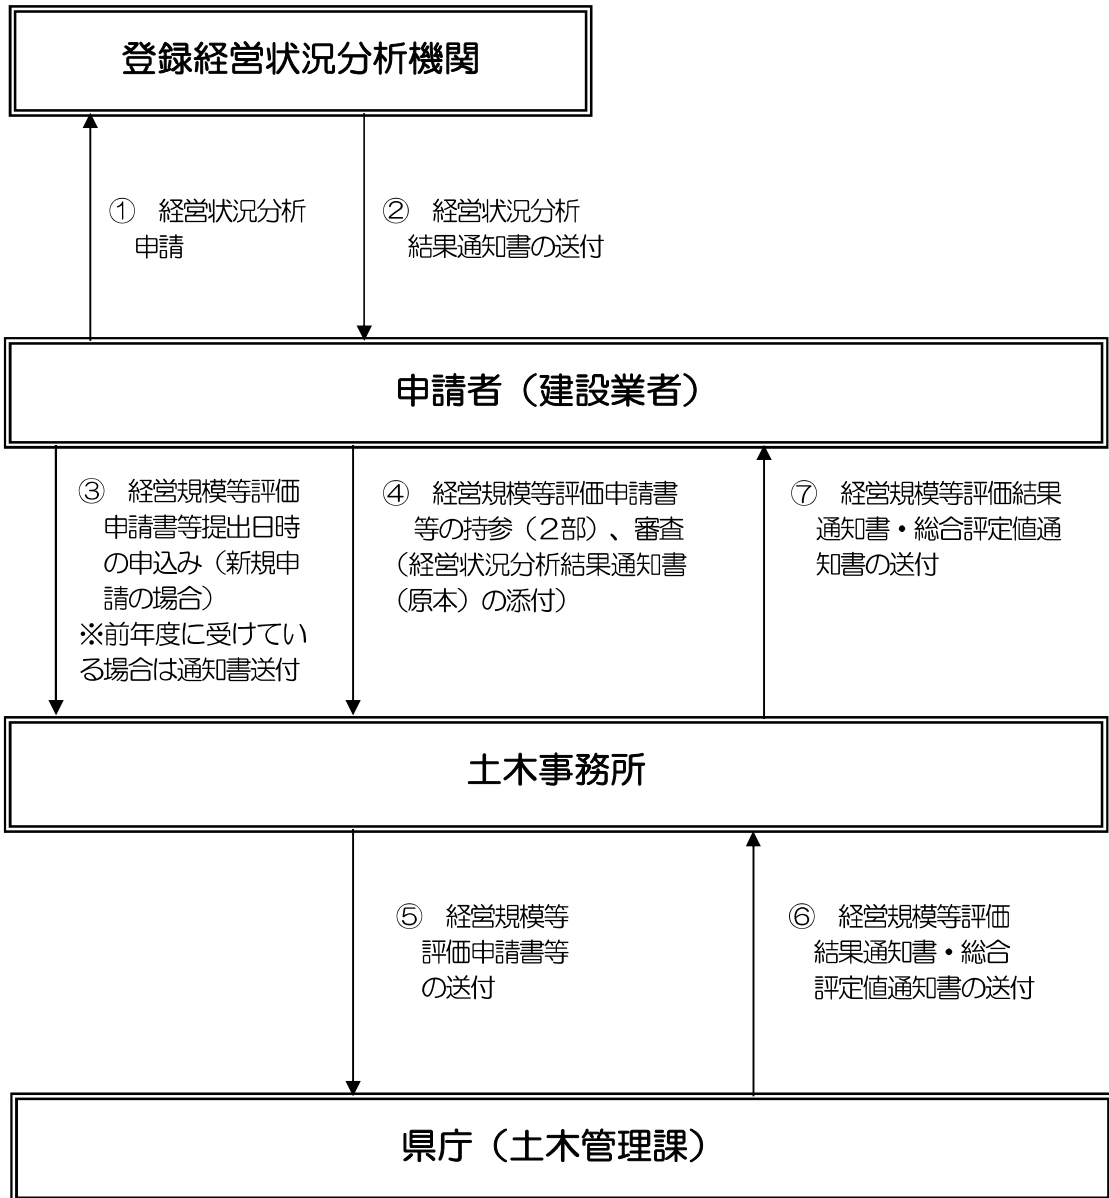 登録経営状況分析機関
① 経営状況分析
申請
② 経営状況分析
結果通知書の送付
申請者（建設業者）
③ 経営規模等評価
申請書等提出日時
の申込み（新規申
請の場合）
※前年度に受けてい
る場合は通知書送付
④ 経営規模等評価申請書
等の持参（２部）、審査
（経営状況分析結果通知書
（原本）の添付）
⑦ 経営規模等評価結果
通知書・総合評定値通
知書の送付
土木事務所
⑤ 経営規模等
評価申請書等
の送付
⑥ 経営規模等評価
結果通知書・総合
評定値通知書の送付
県庁（土木管理課）